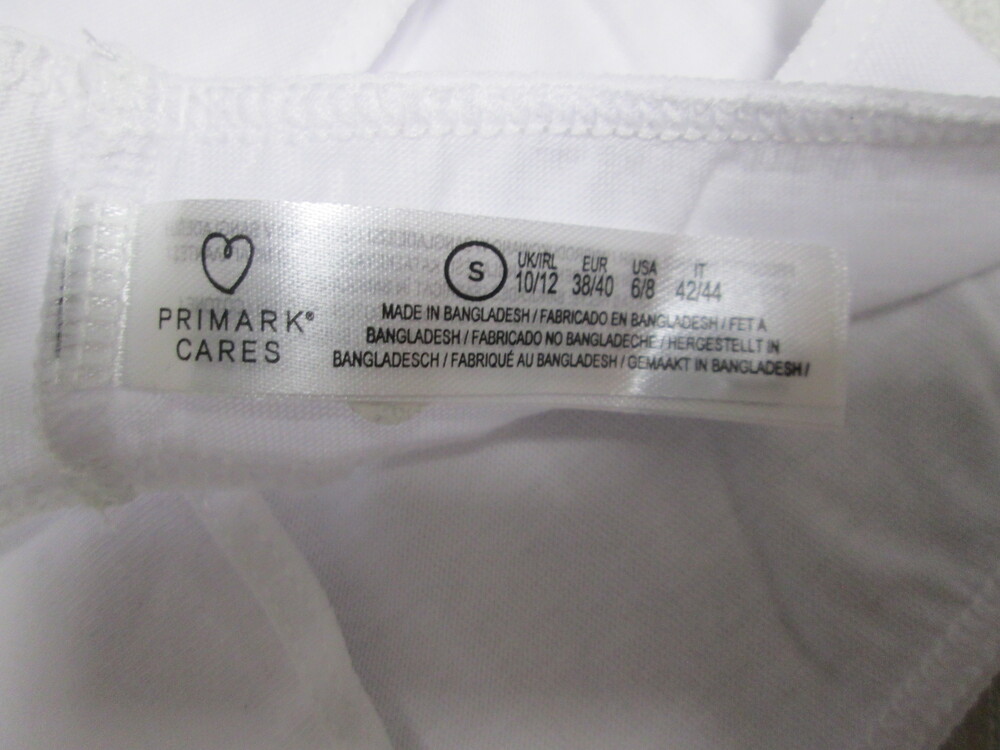 PRIMARK®
CARES
S
UK/IRL EUR USA IT
10/12 38/40 6/8 42/44
MADE IN BANGLADESH / FABRICADO EN BANGLADESH / FET A
BANGLADESH / FABRICADO NO BANGLADECHE / HERGESTELLT IN
BANGLADESCH / FABRIQUÉ AU BANGLADESH / GEMAAKT IN BANGLADESH /